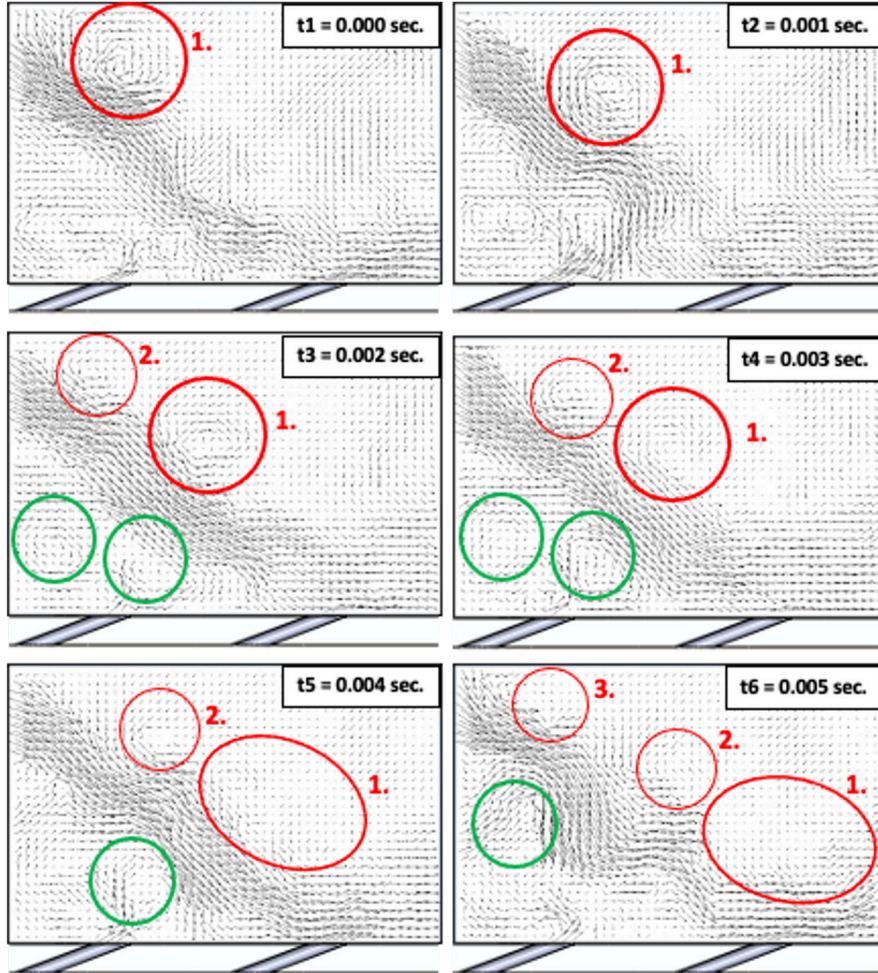 t1 = 0.000 sec.
1.
t2 = 0.001 sec.
1.
t3 = 0.002 sec.
2.
1.
t4 = 0.003 sec.
2.
1.
t5 = 0.004 sec.
2.
1.
t6 = 0.005 sec.
3.
2.
1.